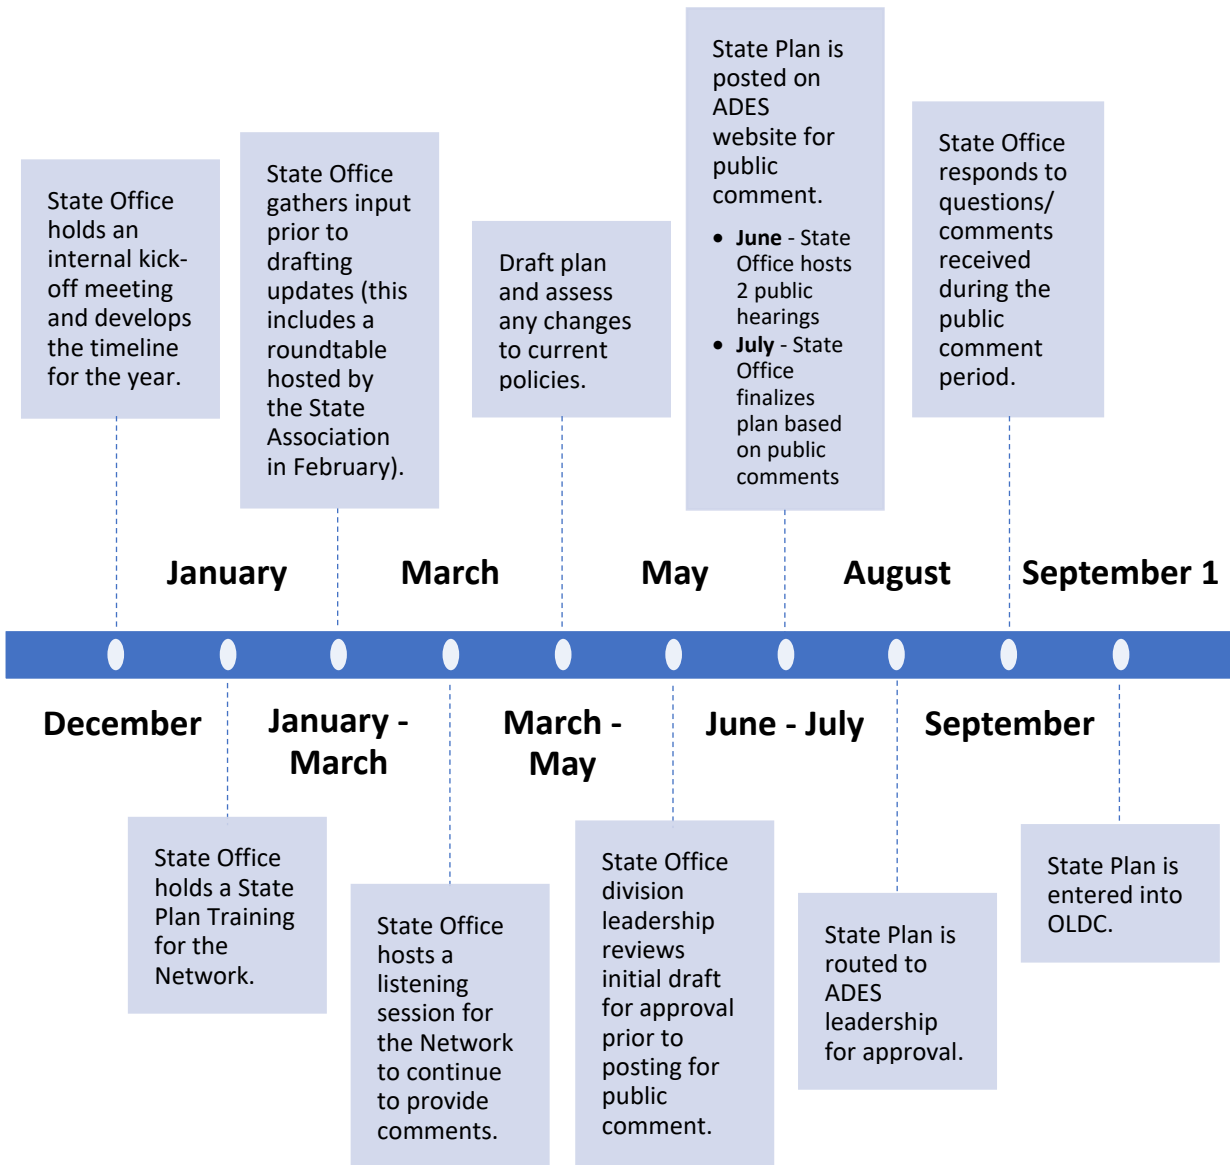 State Office
holds an
internal kick-
off meeting
and develops
the timeline
for the year.
State Office
gathers input
prior to
drafting
updates (this
includes a
roundtable
hosted by
the State
Association
in February).
Draft plan
and assess
any changes
to current
policies.
State Plan is
posted on
ADES
website for
public
comment.
• June - State
Office hosts
2 public
hearings
• July - State
Office
finalizes
plan based
on public
comments
State Office
responds to
questions/
comments
received
during the
public
comment
period.
January
March
May
August
September 1
December
January -
March
March -
May
June - July
September
State Office
holds a State
Plan Training
for the
Network.
State Office
hosts a
listening
session for
the Network
to continue
to provide
comments.
State Office
division
leadership
reviews
initial draft
for approval
prior to
posting for
public
comment.
State Plan is
routed to
ADES
leadership
for approval.
State Plan is
entered into
OLDC.